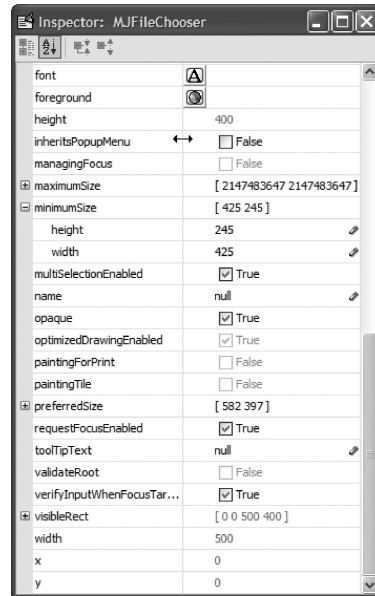 Inspector: MJFileChooser
font
foreground
height 400
inheritsPopupMenu False
managingFocus False
maximumSize [ 2147483647 2147483647 ]
minimumSize [ 425 245 ]
height 245
width 425
multiSelectionEnabled True
name null
opaque True
optimizedDrawingEnabled True
paintingForPrint False
paintingTile False
preferredSize [ 582 397 ]
requestFocusEnabled True
toolTipText null
validateRoot False
verifyInputWhenFocusTar... True
visibleRect [ 0 0 500 400 ]
width 500
x 0
y 0